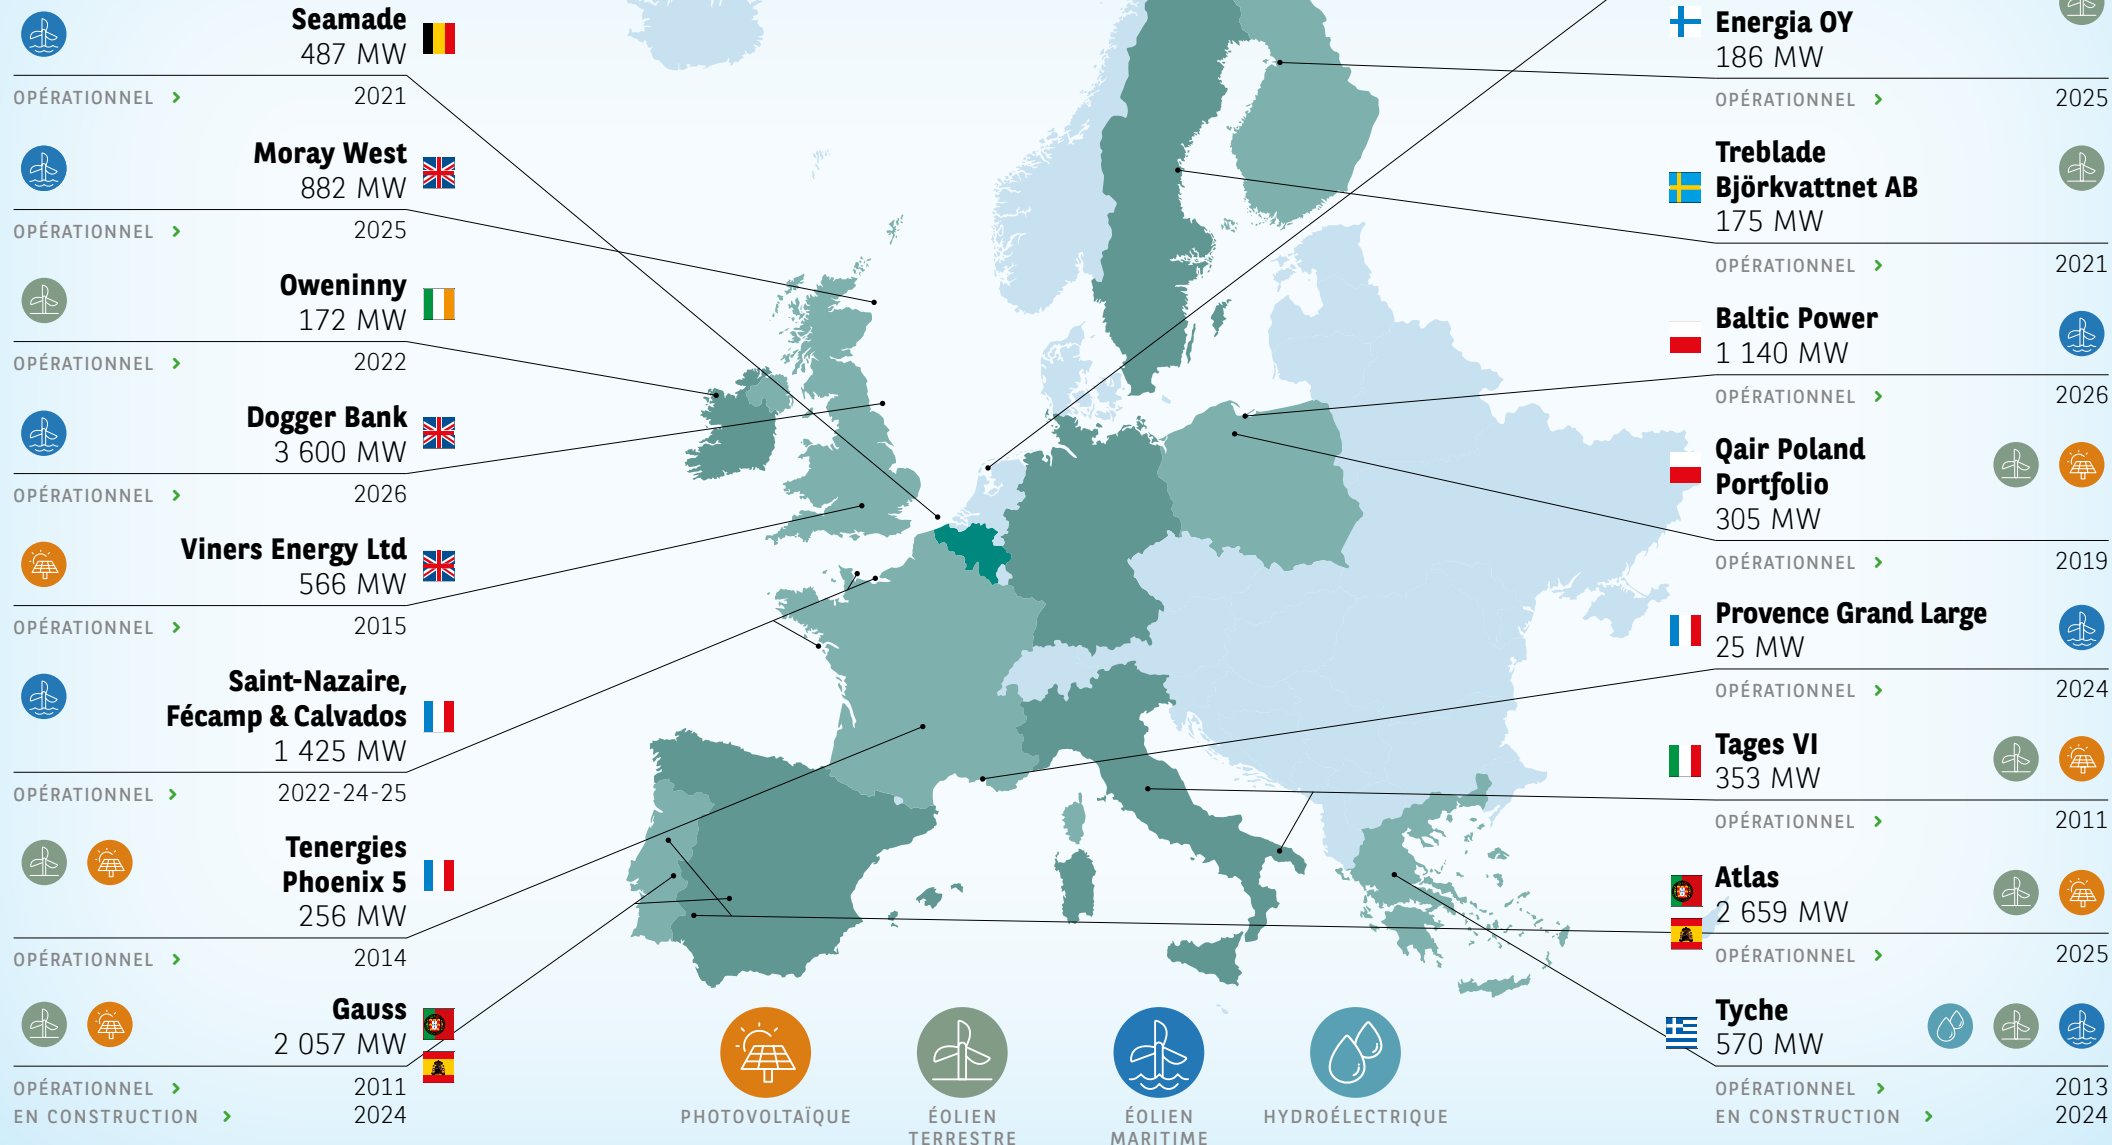 Seamade
487 MW
OPÉRATIONNEL > 2021
Moray West
882 MW
OPÉRATIONNEL > 2025
Oweninny
172 MW
OPÉRATIONNEL > 2022
Dogger Bank
3 600 MW
OPÉRATIONNEL > 2026
Viners Energy Ltd
566 MW
OPÉRATIONNEL > 2015
Saint-Nazaire,
Fécamp & Calvados
1 425 MW
OPÉRATIONNEL > 2022-24-25
Tenergies
Phoenix 5
256 MW
OPÉRATIONNEL > 2014
Gauss
2 057 MW
OPÉRATIONNEL > 2011
EN CONSTRUCTION > 2024
Energia OY
186 MW
OPÉRATIONNEL > 2025
Treblade
Björkvattnet AB
175 MW
OPÉRATIONNEL > 2021
Baltic Power
1 140 MW
OPÉRATIONNEL > 2026
Qair Poland
Portfolio
305 MW
OPÉRATIONNEL > 2019
Provence Grand Large
25 MW
OPÉRATIONNEL > 2024
Tages VI
353 MW
OPÉRATIONNEL > 2011
Atlas
2 659 MW
OPÉRATIONNEL > 2025
Tyche
570 MW
OPÉRATIONNEL > 2013
EN CONSTRUCTION > 2024
PHOTOVOLTAÏQUE
ÉOLIEN
TERRESTRE
ÉOLIEN
MARITIME
HYDROÉLECTRIQUE